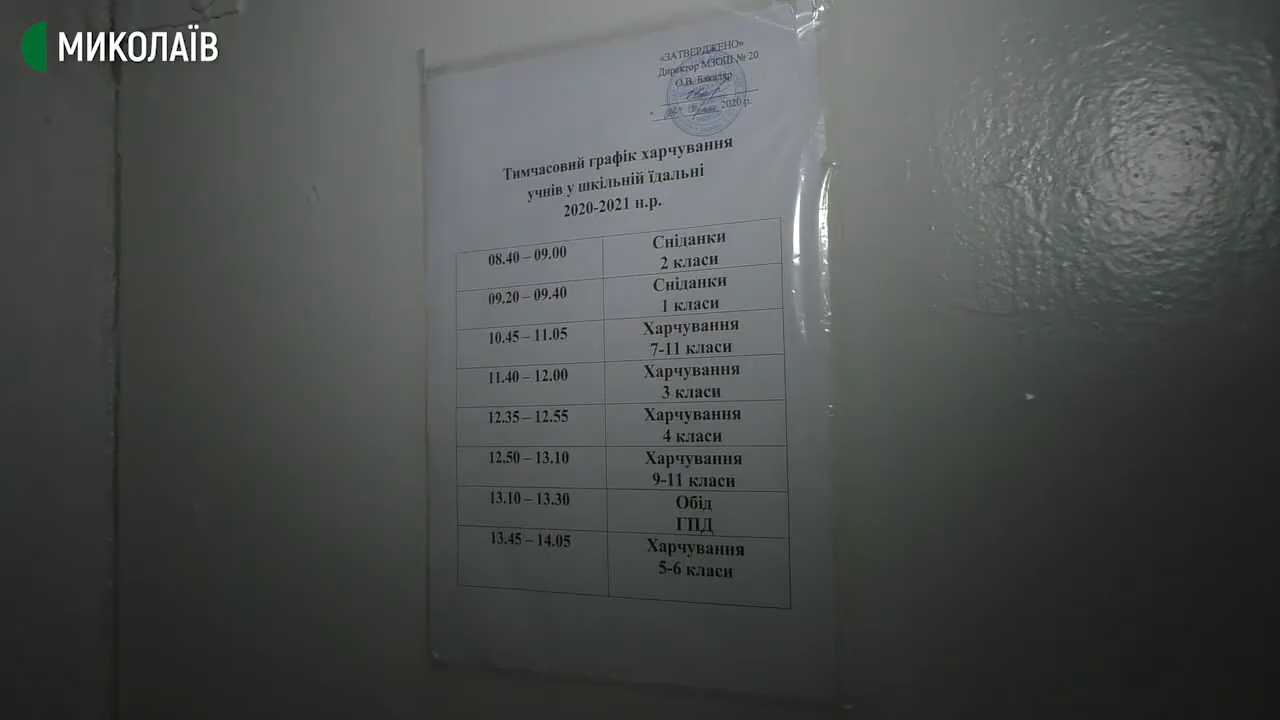 МИКОЛАЇВ
«ЗАТВЕРДЖЕНО»
Директор МЗОШ № 20
О.В. Бакаляр
2020 р.
Тимчасовий графік харчування
учнів у шкільній їдальні
2020-2021 н.р.
08.40 – 09.00 Сніданки
2 класи
09.20 – 09.40 Сніданки
1 класи
10.45 – 11.05 Харчування
7-11 класи
11.40 – 12.00 Харчування
3 класи
12.35 – 12.55 Харчування
4 класи
12.50 – 13.10 Харчування
9-11 класи
13.10 – 13.30 Обід
ГПД
13.45 – 14.05 Харчування
5-6 класи